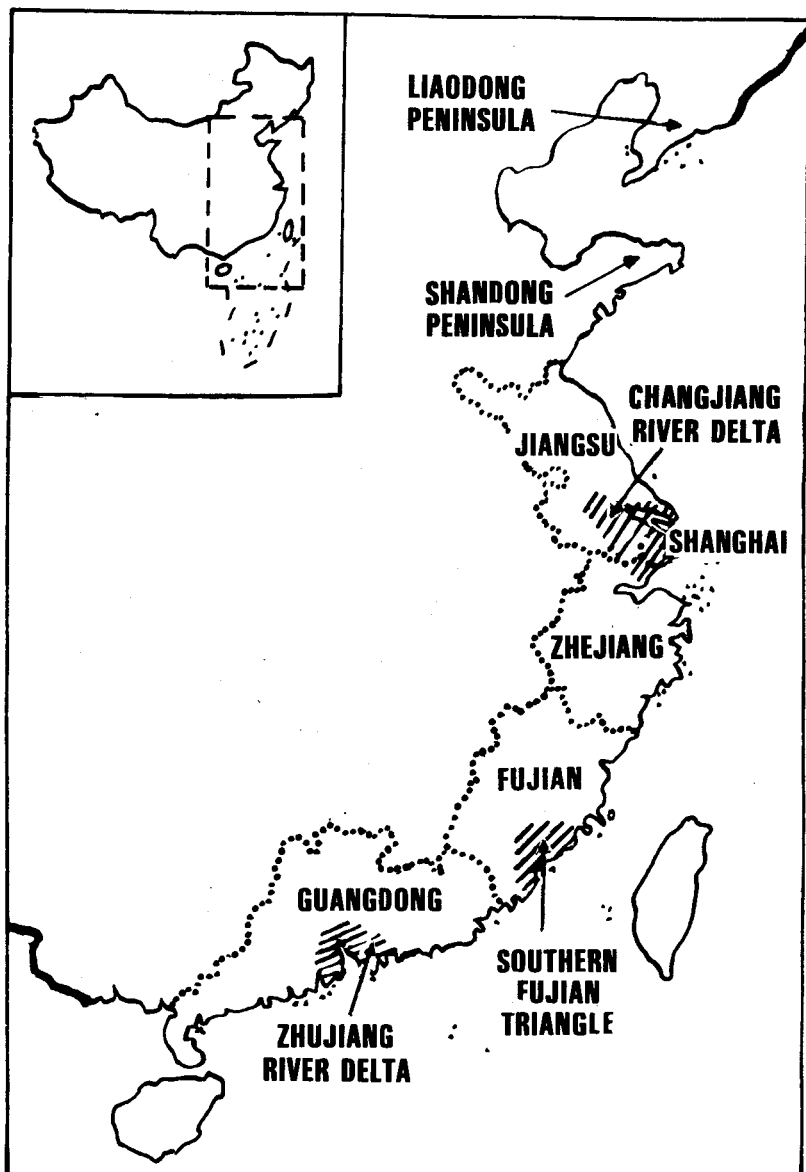 LIAODONG
PENINSULA
SHANDONG
PENINSULA
CHANGJIANG
RIVER DELTA
JIANGSU
SHANGHAI
ZHEJIANG
FUJIAN
GUANGDONG
SOUTHERN
FUJIAN
TRIANGLE
ZHUJIANG
RIVER DELTA